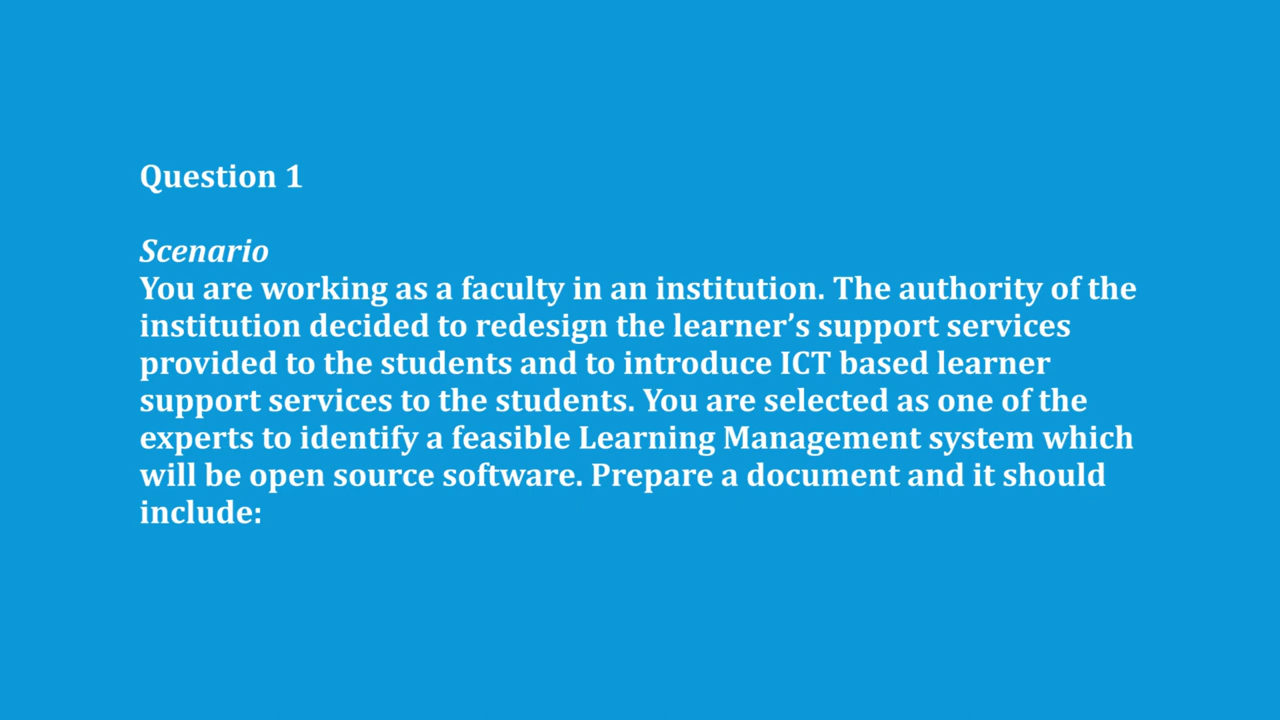 Question 1
Scenario
You are working as a faculty in an institution. The authority of the
institution decided to redesign the learner’s support services
provided to the students and to introduce ICT based learner
support services to the students. You are selected as one of the
experts to identify a feasible Learning Management system which
will be open source software. Prepare a document and it should
include: